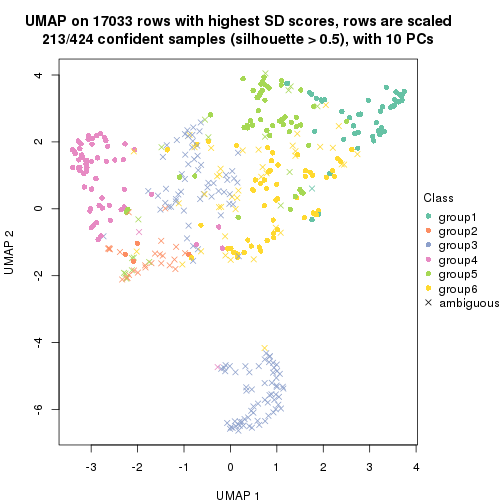 UMAP on 17033 rows with highest SD scores, rows are scaled
213/424 confident samples (silhouette > 0.5), with 10 PCs
4
2
0
-2
-4
-6
UMAP 2
-3
-2
-1
0
1
2
3
4
UMAP 1
Class
group1
group2
group3
group4
group5
group6
ambiguous